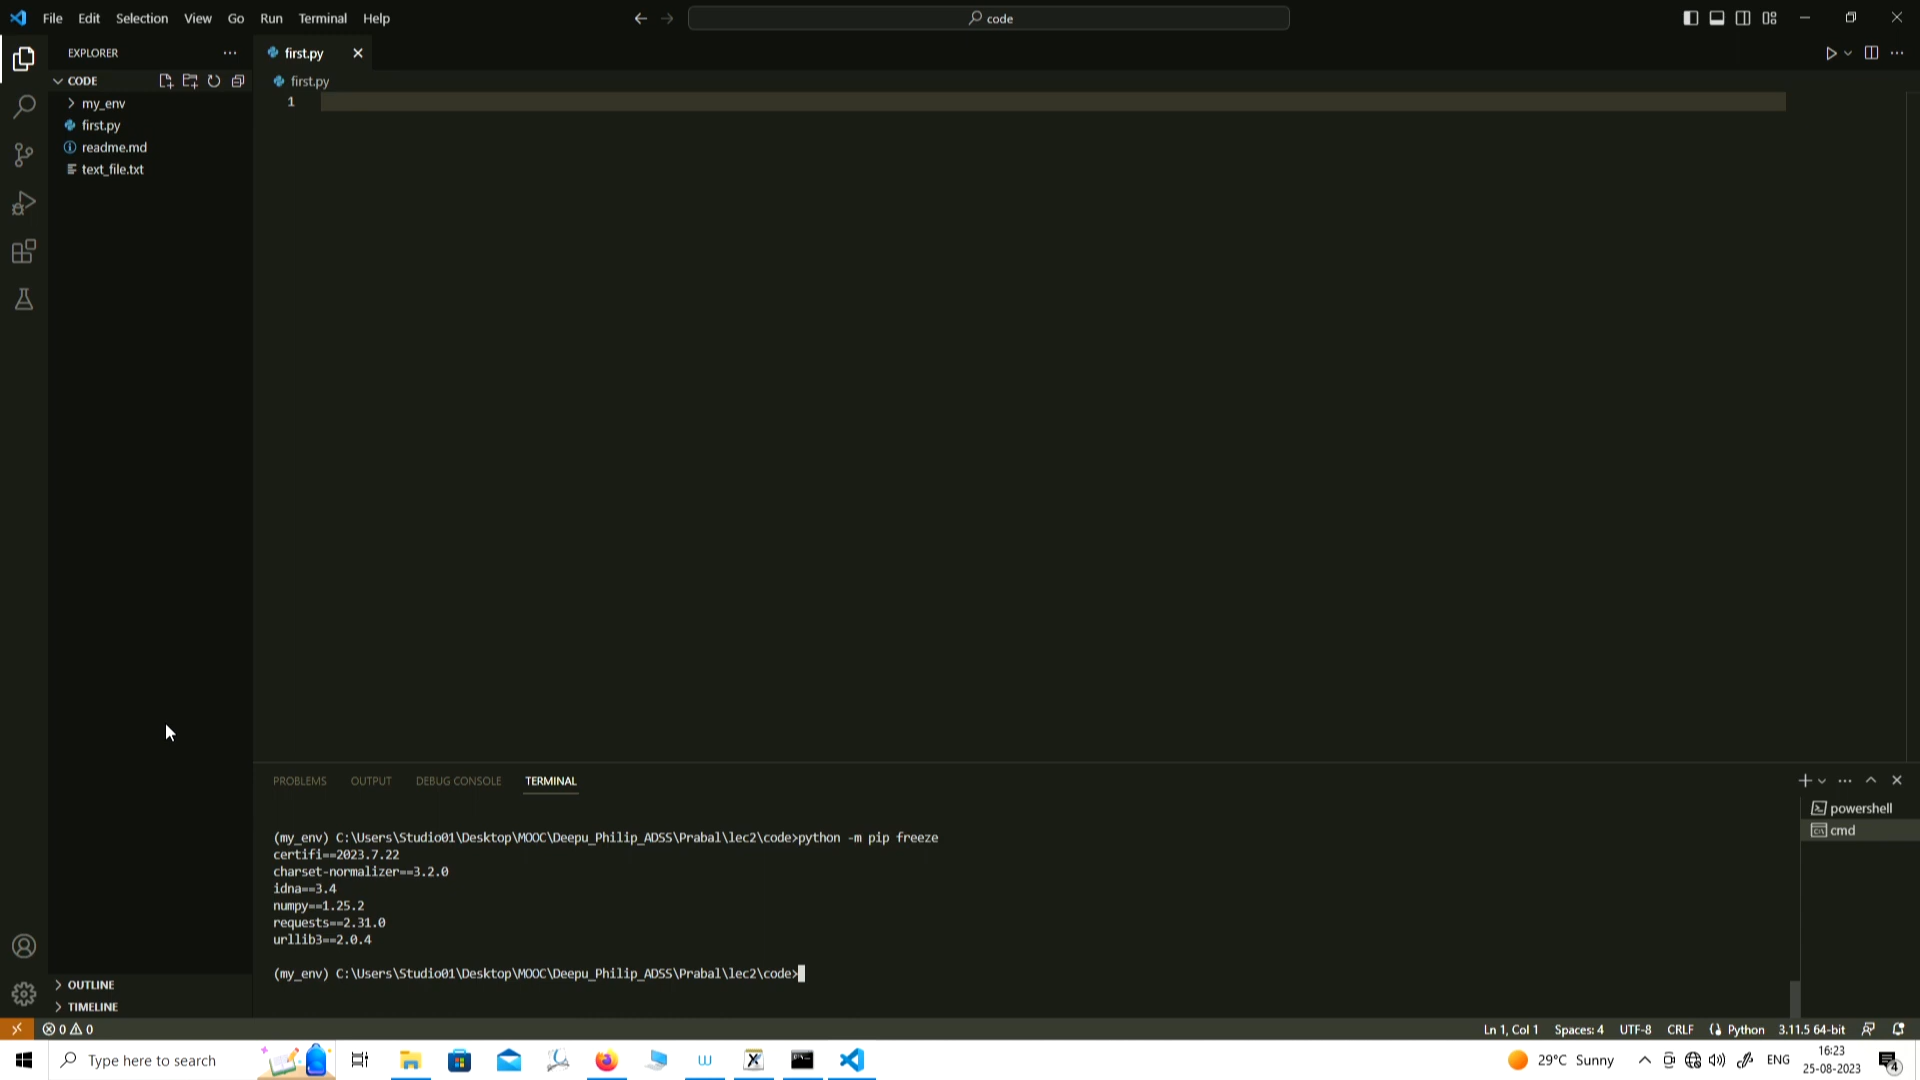 File Edit Selection View Go Run Terminal Help
code
EXPLORER
first.py
CODE
first.py
my_env
1
first.py
readme.md
text_file.txt
PROBLEMS OUTPUT DEBUG CONSOLE TERMINAL
powershell
cmd
(my_env) C:\Users\Studio01\Desktop\MOOC\Deepu_Philip_ADSS\Prabal\lec2\code>python -m pip freeze
certifi==2023.7.22
charset-normalizer==3.2.0
idna==3.4
numpy==1.25.2
requests==2.31.0
urllib3==2.0.4
(my_env) C:\Users\Studio01\Desktop\MOOC\Deepu_Philip_ADSS\Prabal\lec2\code>
OUTLINE
TIMELINE
0 0
Ln 1, Col 1 Spaces: 4 UTF-8 CRLF Python 3.11.5 64-bit
Type here to search
29°C Sunny
ENG
16:23
25-08-2023
4